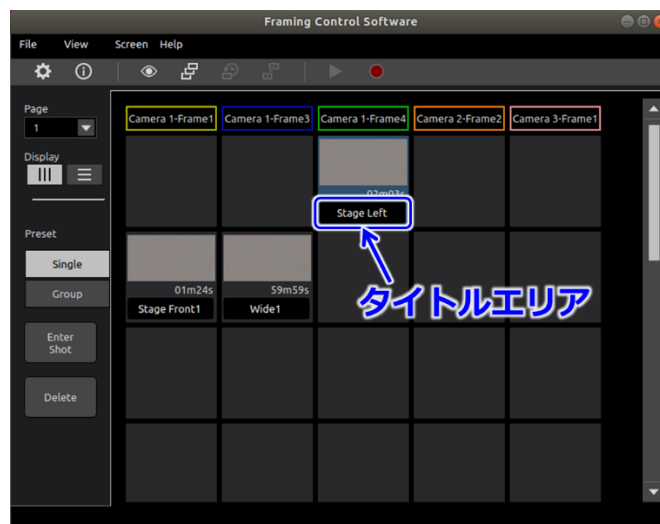 Framing Control Software
File View Screen Help
Page
1
Display
Preset
Single
Group
Enter
Shot
Delete
Camera 1-Frame1 Camera 1-Frame3 Camera 1-Frame4 Camera 2-Frame2 Camera 3-Frame1
02m03s
Stage Left
01m24s 59m59s
Stage Front1 Wide1
タイトルエリア